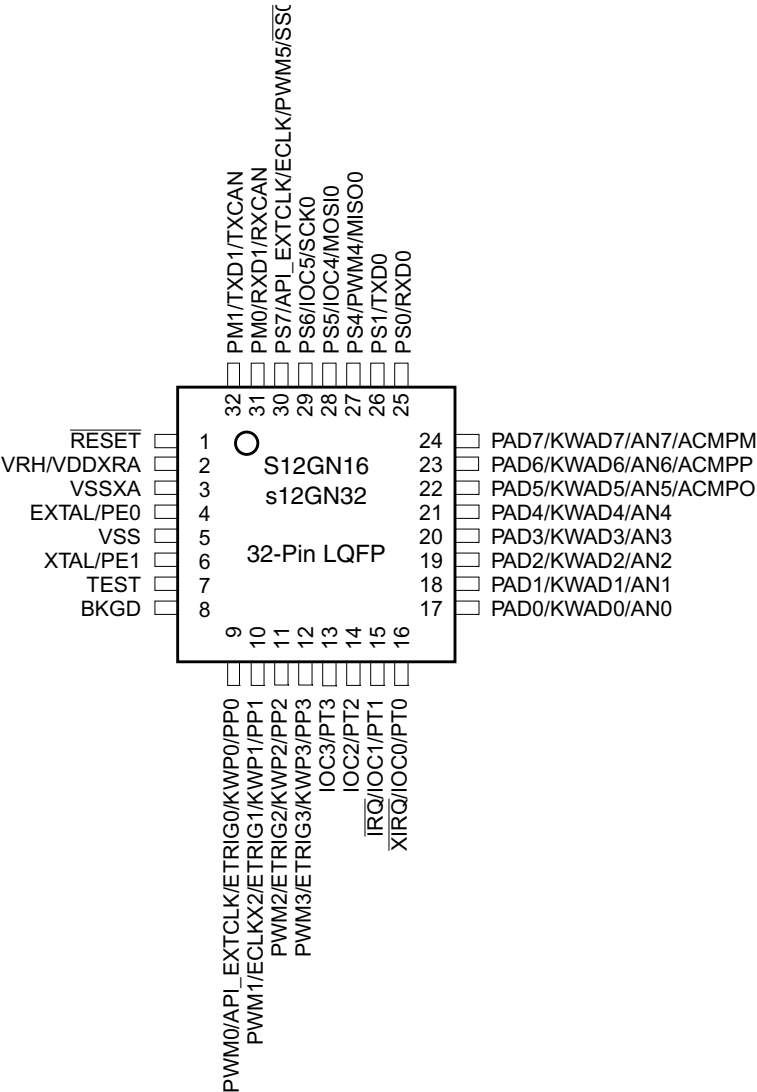 PM1/TXD1/TXCAN
PM0/RXD1/RXCAN
PS7/API_EXTCLK/ECLK/PWM5/SS0
PS6/IOC5/SCK0
PS5/IOC4/MOSI0
PS4/PWM4/MISO0
PS1/TXD0
PS0/RXD0
32
31
30
29
28
27
26
25
RESET
VRH/VDDXRA
VSSXA
EXTAL/PE0
VSS
XTAL/PE1
TEST
BKGD
1
2
3
4
5
6
7
8
S12GN16
s12GN32
32-Pin LQFP
24
23
22
21
20
19
18
17
PAD7/KWAD7/AN7/ACMPM
PAD6/KWAD6/AN6/ACMPP
PAD5/KWAD5/AN5/ACMPO
PAD4/KWAD4/AN4
PAD3/KWAD3/AN3
PAD2/KWAD2/AN2
PAD1/KWAD1/AN1
PAD0/KWAD0/AN0
9
10
11
12
13
14
15
16
PWM0/API_EXTCLK/ETRIG0/KWP0/PP0
PWM1/ECLKX2/ETRIG1/KWP1/PP1
PWM2/ETRIG2/KWP2/PP2
PWM3/ETRIG3/KWP3/PP3
IOC3/PT3
IOC2/PT2
IRQ/IOC1/PT1
XIRQ/IOC0/PT0